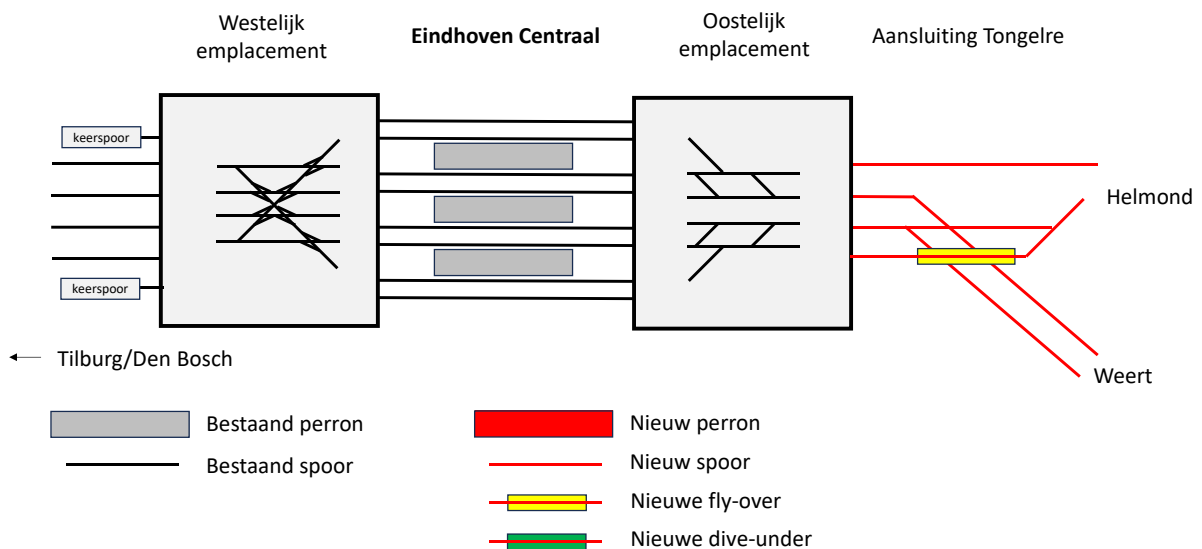 Westelijk
emplacement
Eindhoven Centraal
Oostelijk
emplacement
Aansluiting Tongelre
keerspoor
Helmond
keerspoor
Tilburg/Den Bosch
Weert
Bestaand perron
Nieuw perron
Bestaand spoor
Nieuw spoor
Nieuwe fly-over
Nieuwe dive-under